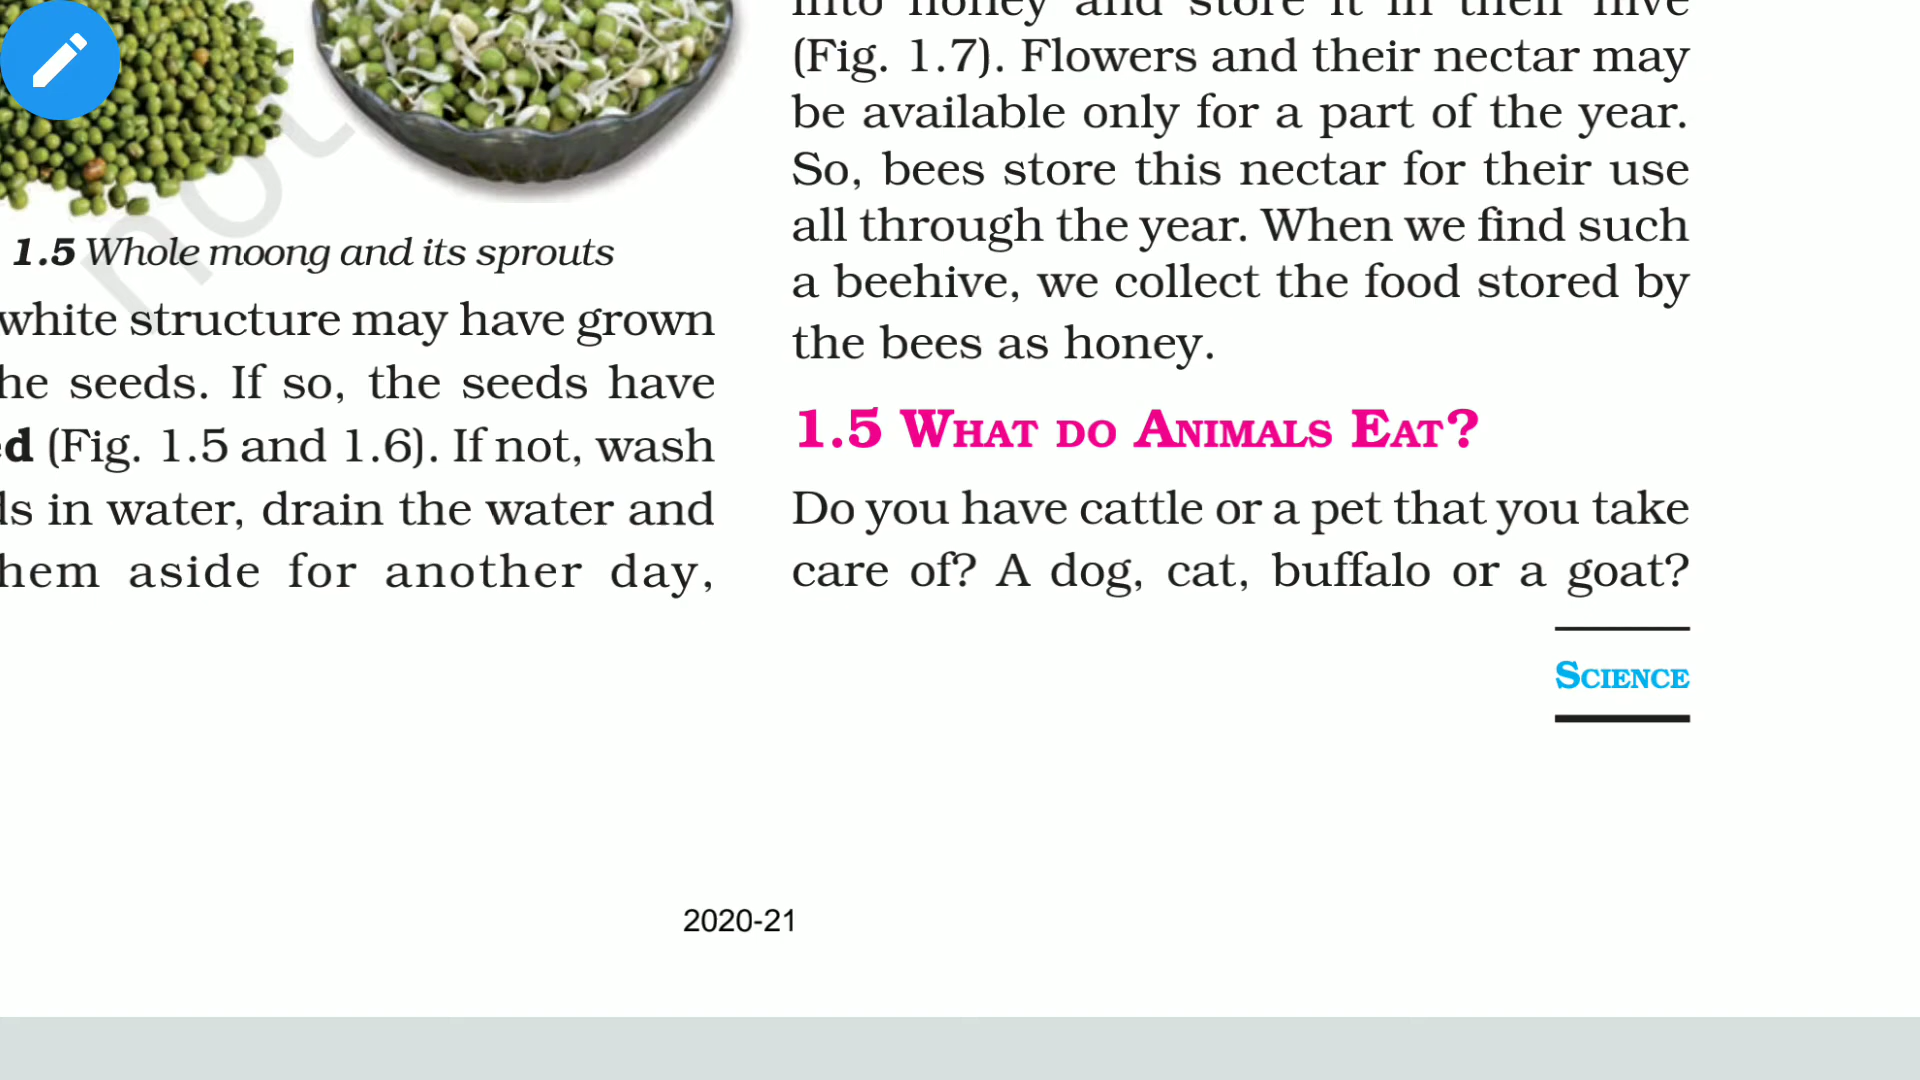 not
1.5 Whole moong and its sprouts
white structure may have grown
he seeds. If so, the seeds have
ed (Fig. 1.5 and 1.6). If not, wash
ds in water, drain the water and
hem aside for another day,
into honey and store it in their hive
(Fig. 1.7). Flowers and their nectar may
be available only for a part of the year.
So, bees store this nectar for their use
all through the year. When we find such
a beehive, we collect the food stored by
the bees as honey.
1.5 WHAT DO ANIMALS EAT?
Do you have cattle or a pet that you take
care of? A dog, cat, buffalo or a goat?
SCIENCE
2020-21